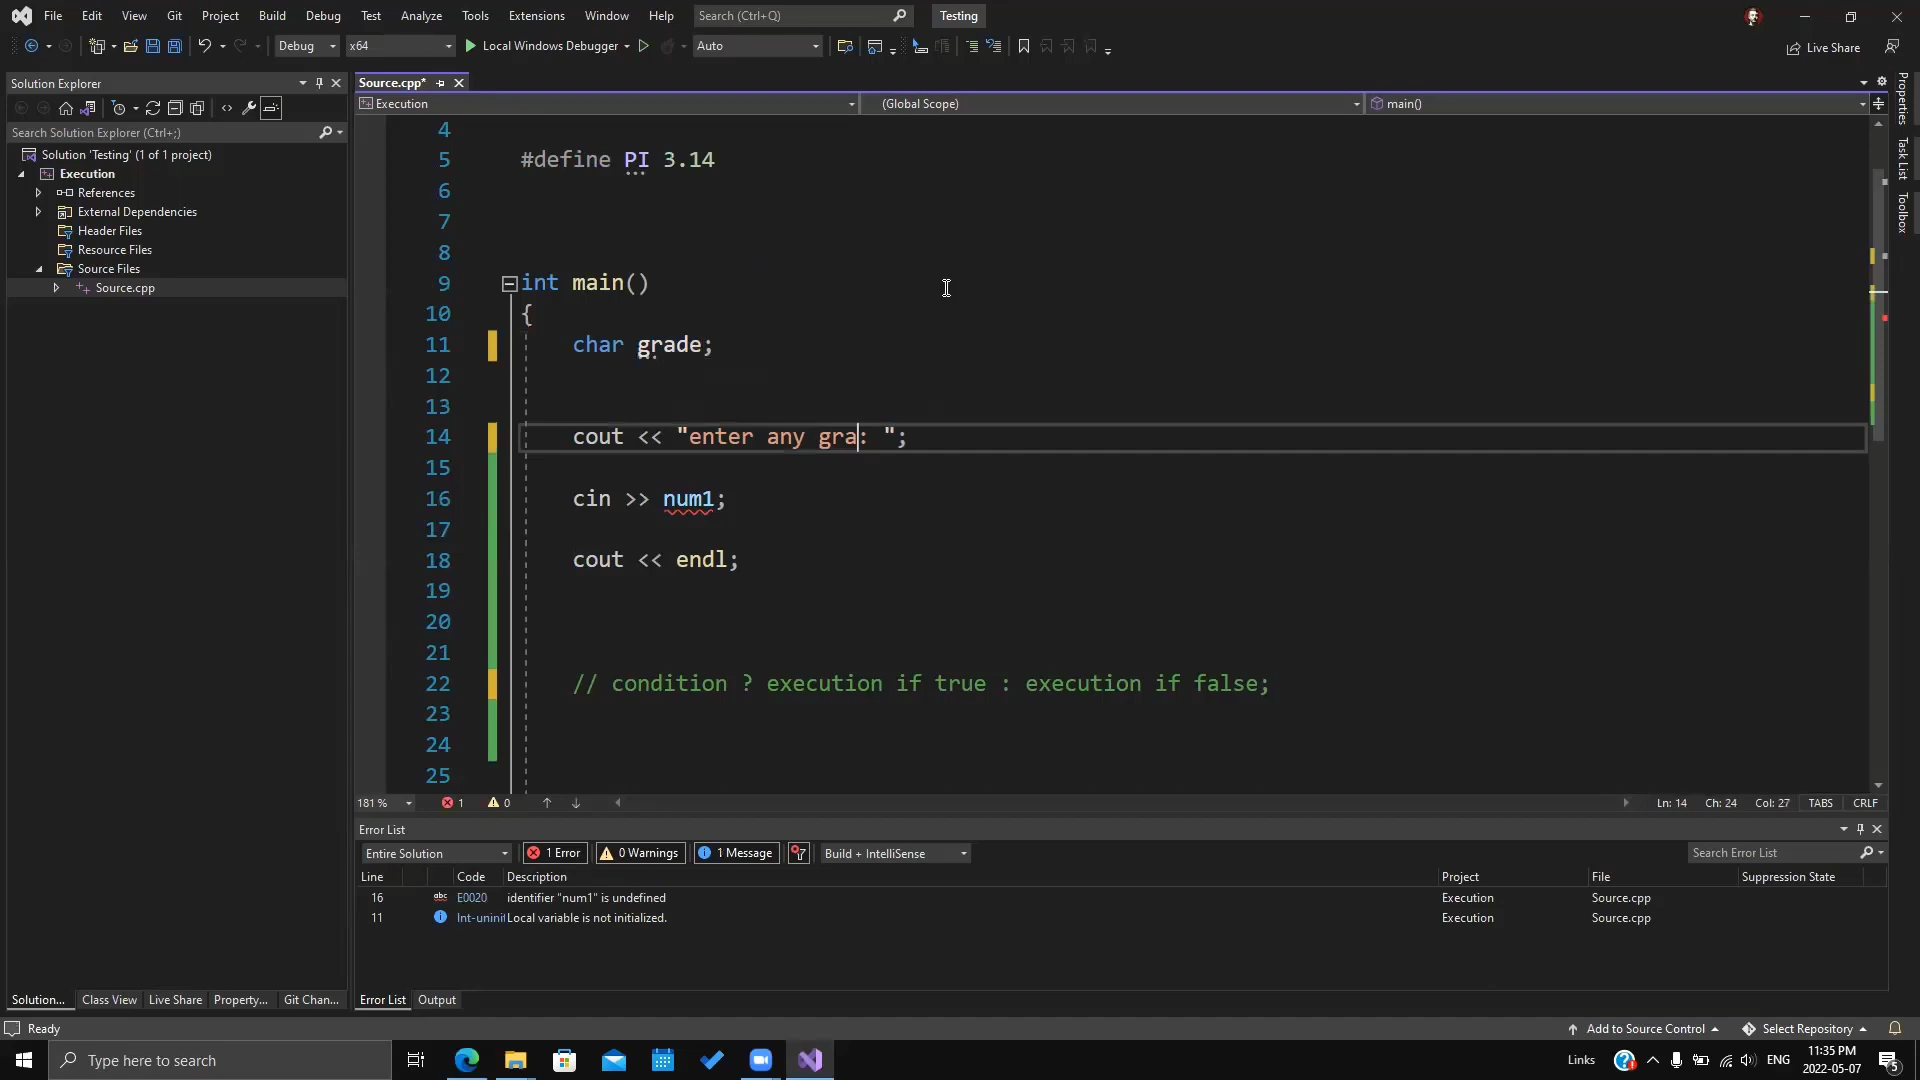 File Edit View Git Project Build Debug Test Analyze Tools Extensions Window Help Search (Ctrl+Q) Testing
Debug x64 Local Windows Debugger Auto Live Share
Solution Explorer
Search Solution Explorer (Ctrl+;)
Solution 'Testing' (1 of 1 project)
Execution
References
External Dependencies
Header Files
Resource Files
Source Files
Source.cpp
Source.cpp*
Execution (Global Scope) main()
4
5 #define PI 3.14
6
7
8
9 int main()
10 {
11 char grade;
12
13
14 cout << "enter any gra: ";
15
16 cin >> num1;
17
18 cout << endl;
19
20
21
22 // condition ? execution if true : execution if false;
23
24
25
181 % 1 0 Ln: 14 Ch: 24 Col: 27 TABS CRLF
Error List
Entire Solution 1 Error 0 Warnings 1 Message Build + IntelliSense Search Error List
Line Code Description Project File Suppression State
16 abc E0020 identifier "num1" is undefined Execution Source.cpp
11 Int-uninit Local variable is not initialized. Execution Source.cpp
Solution... Class View Live Share Property... Git Chan... Error List Output
Ready Add to Source Control Select Repository
Type here to search Links ENG 11:35 PM
2022-05-07
5
Properties
Task List
Toolbox